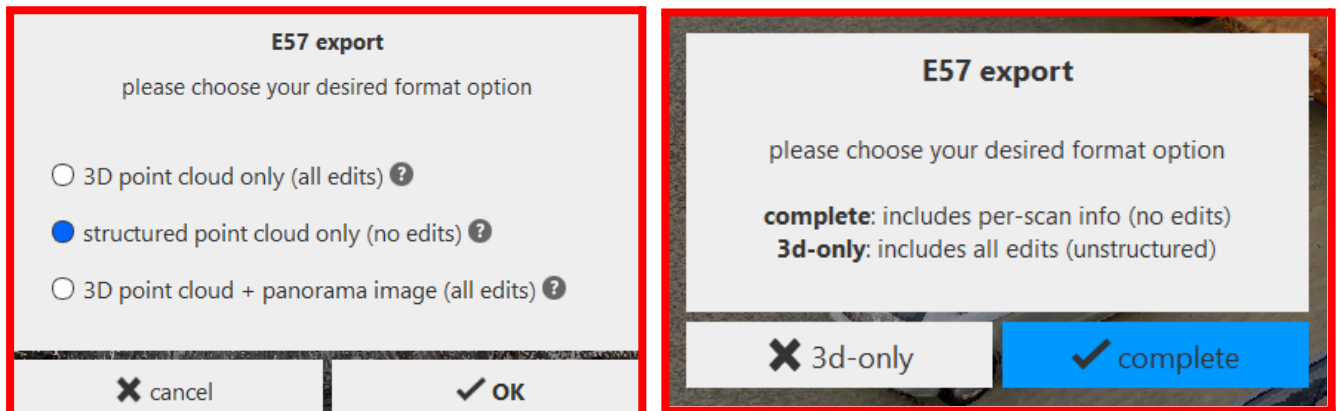 E57 export
please choose your desired format option
3D point cloud only (all edits) ?
structured point cloud only (no edits) ?
3D point cloud + panorama image (all edits) ?
cancel
OK
E57 export
please choose your desired format option
complete: includes per-scan info (no edits)
3d-only: includes all edits (unstructured)
3d-only
complete